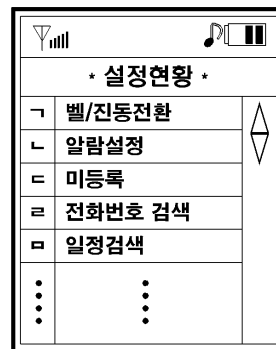 * 설정현황 *
ㄱ 벨/진동전환
ㄴ 알람설정
ㄷ 미등록
ㄹ 전화번호 검색
ㅁ 일정검색